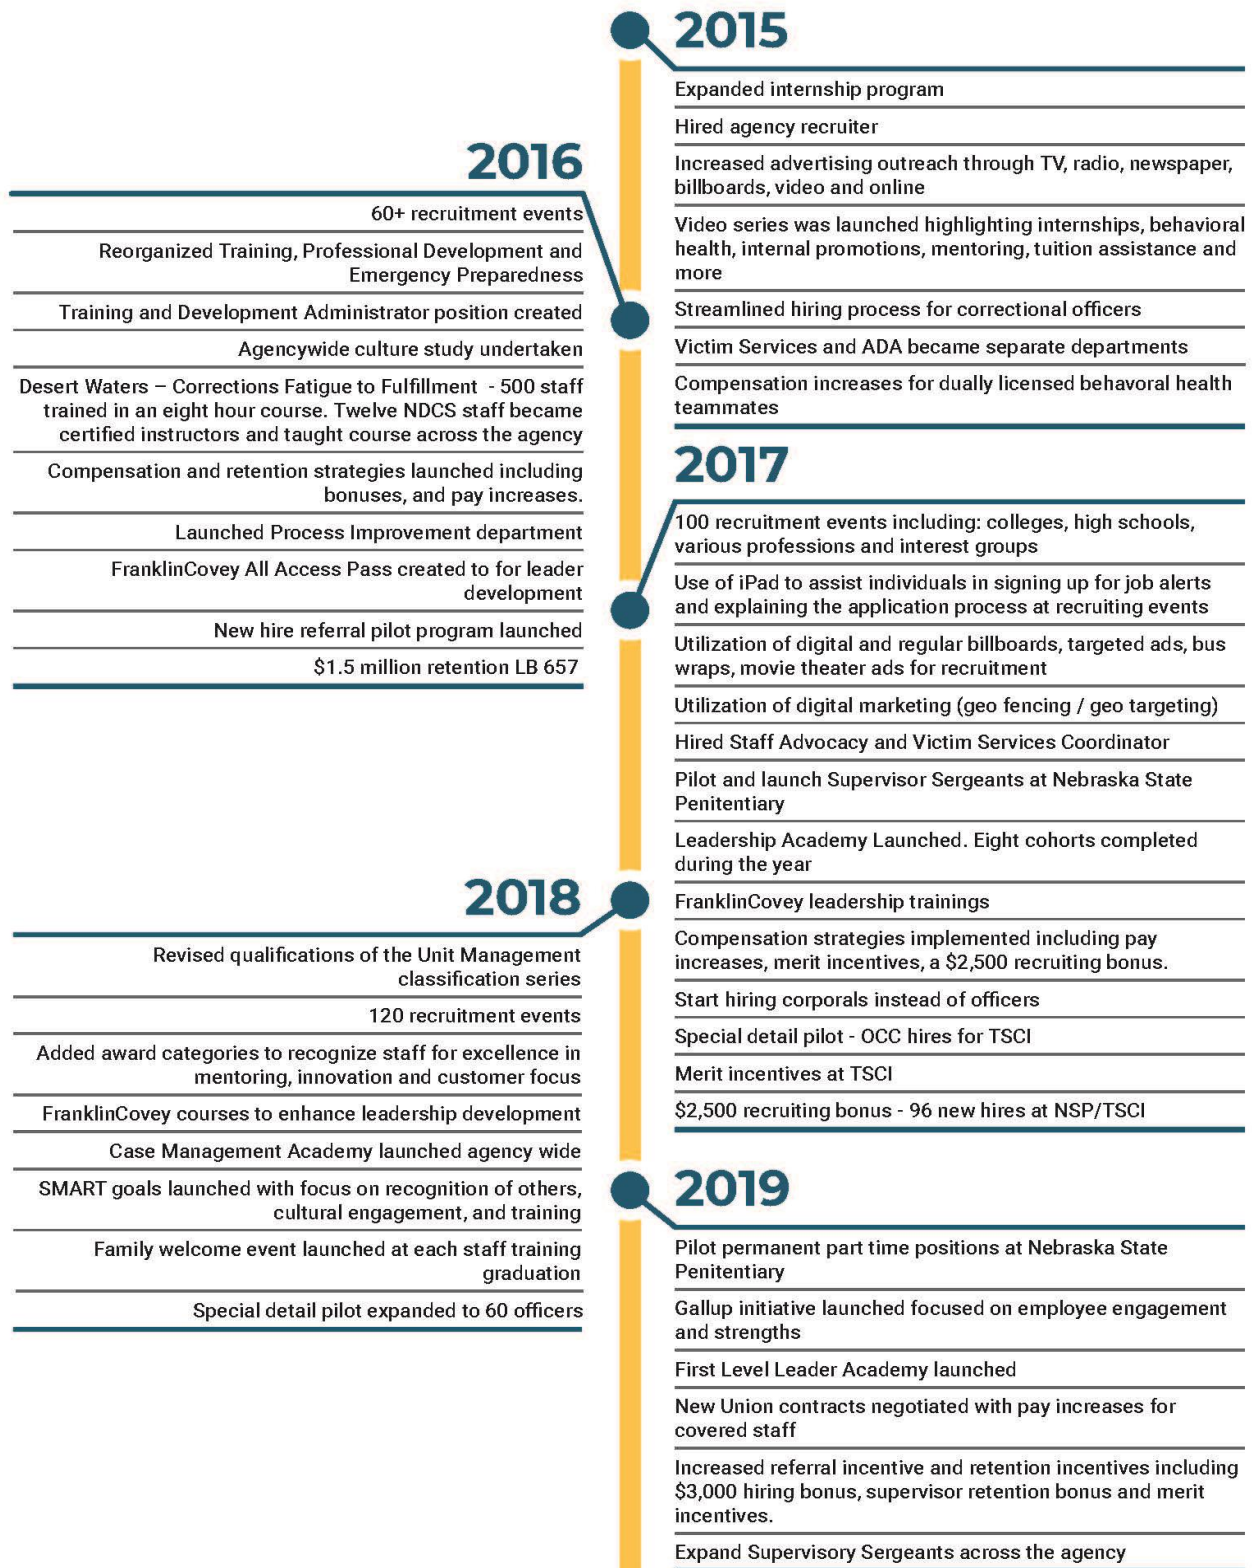 2015
Expanded internship program
Hired agency recruiter
Increased advertising outreach through TV, radio, newspaper,
billboards, video and online
Video series was launched highlighting internships, behavioral
health, internal promotions, mentoring, tuition assistance and
more
Streamlined hiring process for correctional officers
Victim Services and ADA became separate departments
Compensation increases for dually licensed behavoral health
teammates
2016
60+ recruitment events
Reorganized Training, Professional Development and
Emergency Preparedness
Training and Development Administrator position created
Agencywide culture study undertaken
Desert Waters – Corrections Fatigue to Fulfillment - 500 staff
trained in an eight hour course. Twelve NDCS staff became
certified instructors and taught course across the agency
Compensation and retention strategies launched including
bonuses, and pay increases.
Launched Process Improvement department
FranklinCovey All Access Pass created to for leader
development
New hire referral pilot program launched
$1.5 million retention LB 657
2017
100 recruitment events including: colleges, high schools,
various professions and interest groups
Use of iPad to assist individuals in signing up for job alerts
and explaining the application process at recruiting events
Utilization of digital and regular billboards, targeted ads, bus
wraps, movie theater ads for recruitment
Utilization of digital marketing (geo fencing / geo targeting)
Hired Staff Advocacy and Victim Services Coordinator
Pilot and launch Supervisor Sergeants at Nebraska State
Penitentiary
Leadership Academy Launched. Eight cohorts completed
during the year
FranklinCovey leadership trainings
Compensation strategies implemented including pay
increases, merit incentives, a $2,500 recruiting bonus.
Start hiring corporals instead of officers
Special detail pilot - OCC hires for TSCI
Merit incentives at TSCI
$2,500 recruiting bonus - 96 new hires at NSP/TSCI
2018
Revised qualifications of the Unit Management
classification series
120 recruitment events
Added award categories to recognize staff for excellence in
mentoring, innovation and customer focus
FranklinCovey courses to enhance leadership development
Case Management Academy launched agency wide
SMART goals launched with focus on recognition of others,
cultural engagement, and training
Family welcome event launched at each staff training
graduation
Special detail pilot expanded to 60 officers
2019
Pilot permanent part time positions at Nebraska State
Penitentiary
Gallup initiative launched focused on employee engagement
and strengths
First Level Leader Academy launched
New Union contracts negotiated with pay increases for
covered staff
Increased referral incentive and retention incentives including
$3,000 hiring bonus, supervisor retention bonus and merit
incentives.
Expand Supervisory Sergeants across the agency